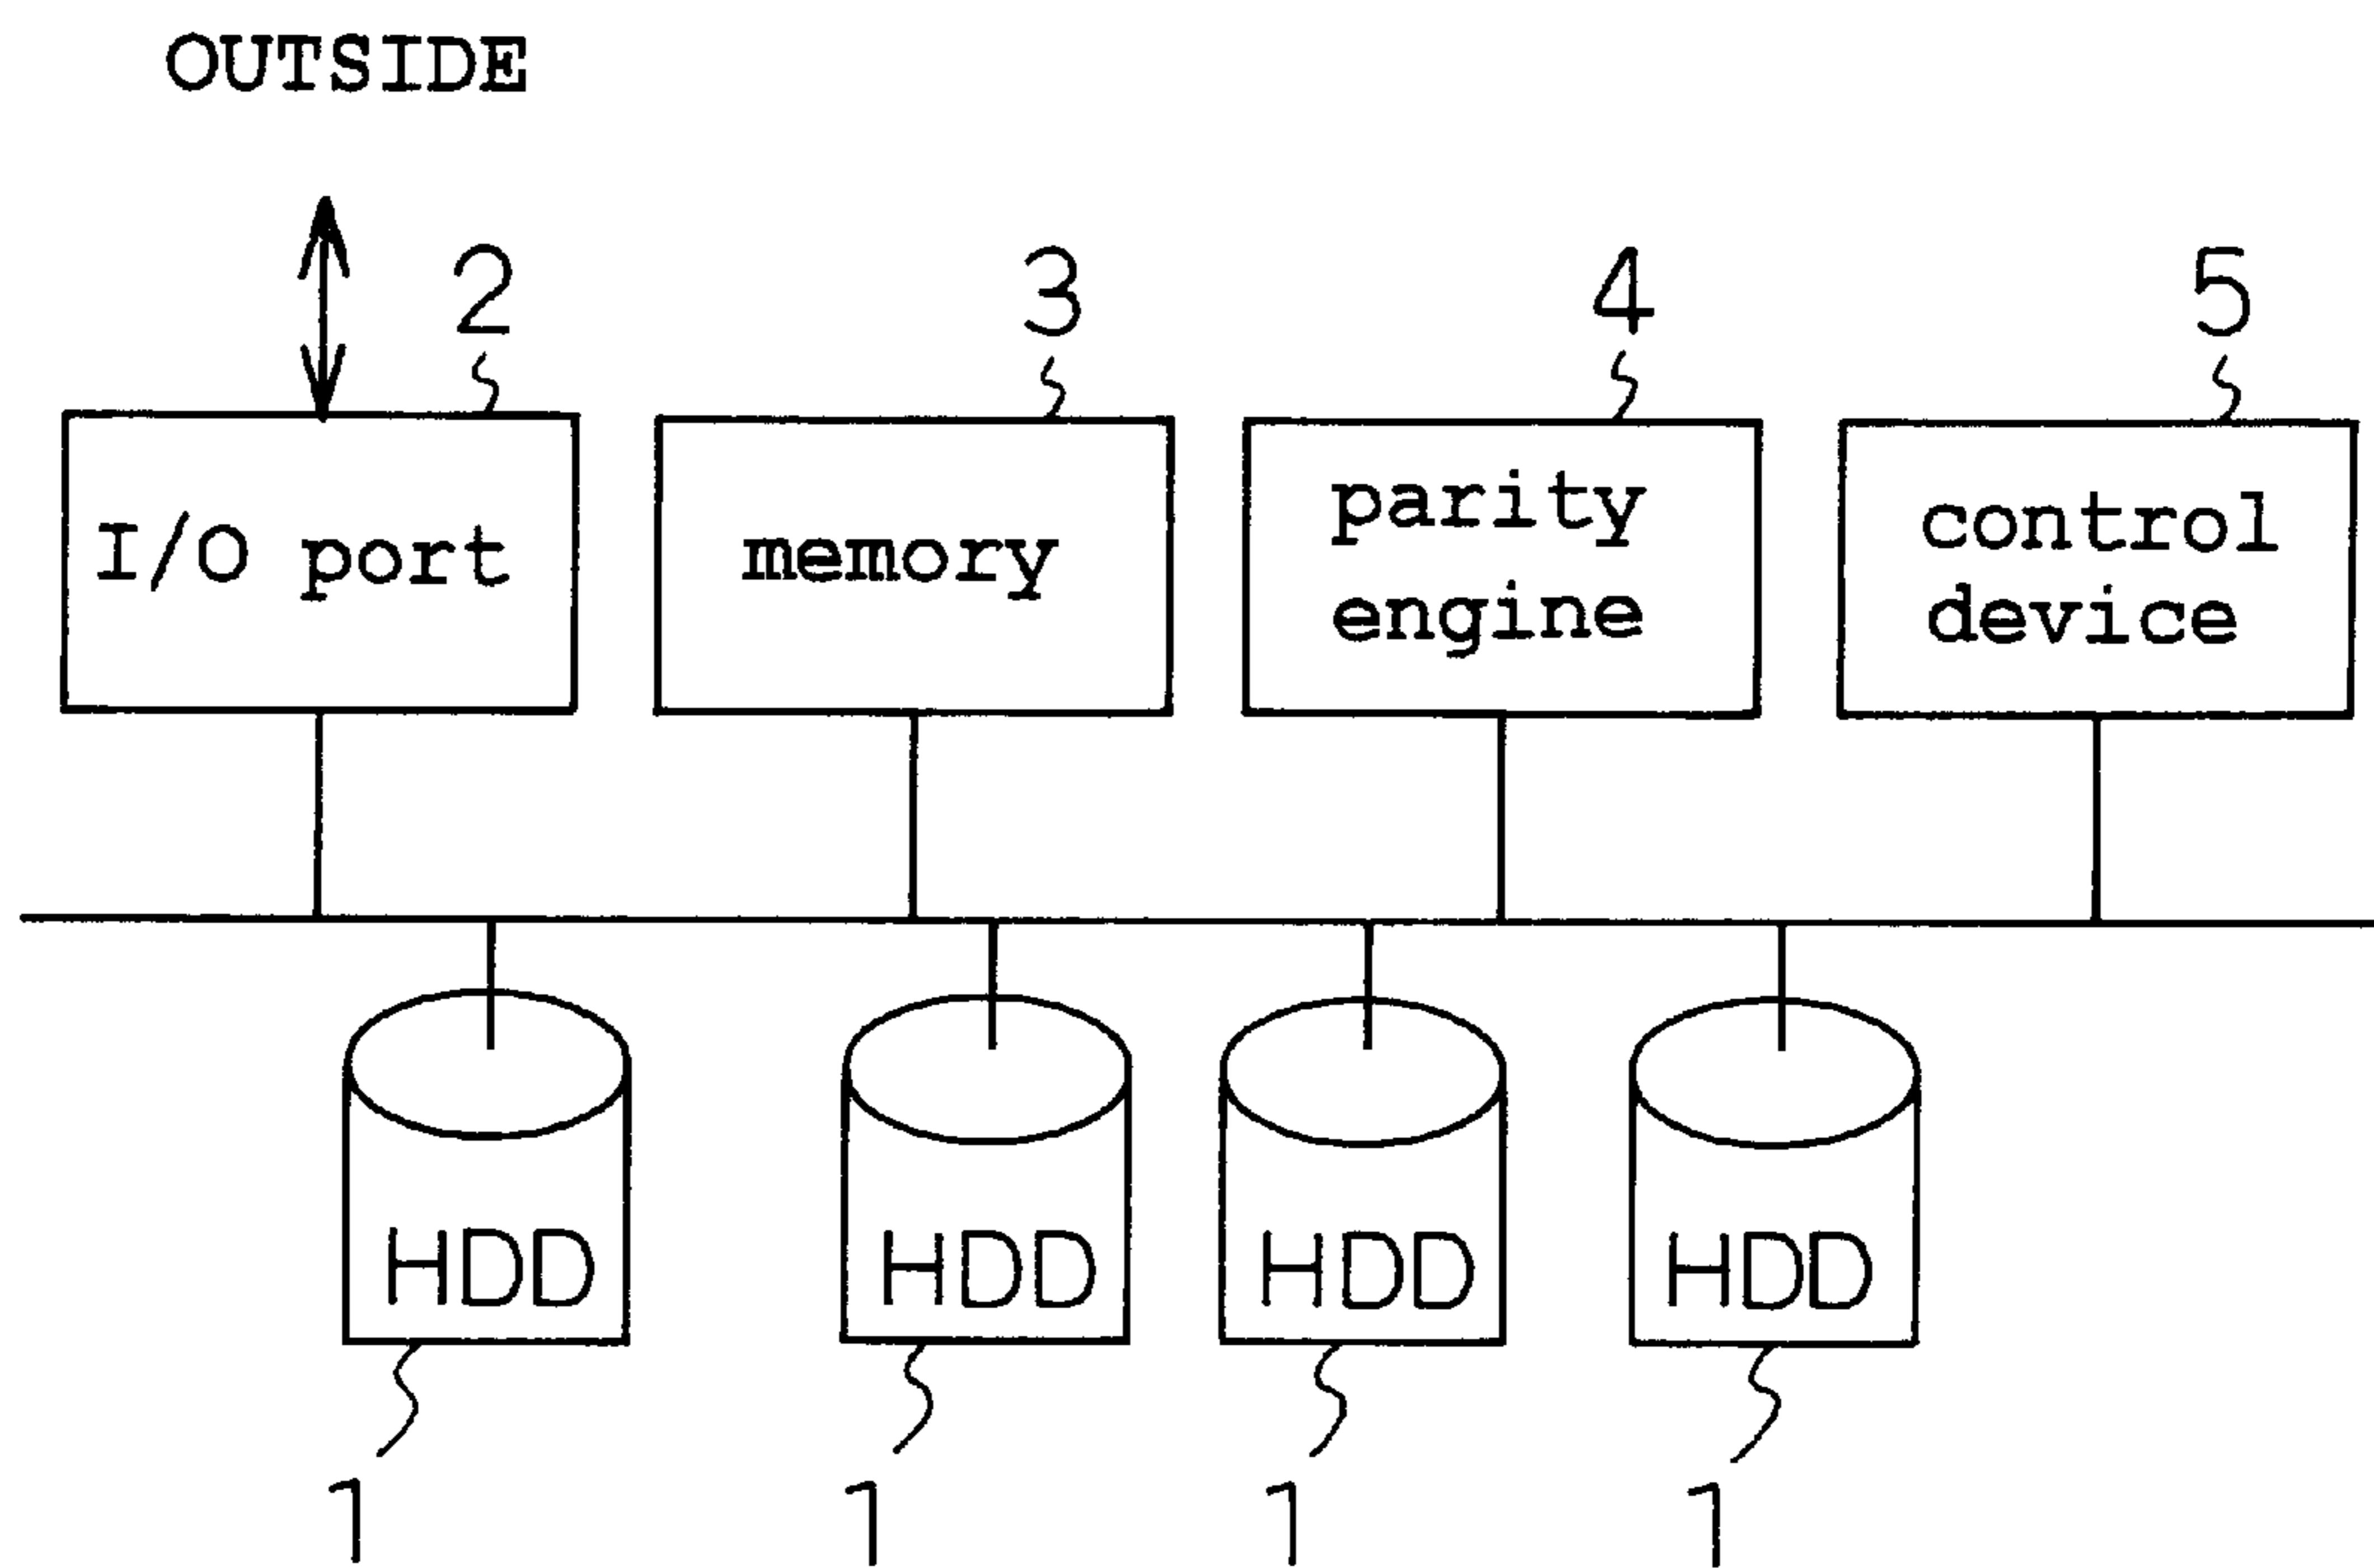 OUTSIDE
2
3
4
5
I/O port
memory
parity
engine
control
device
HDD
HDD
HDD
HDD
1
1
1
1